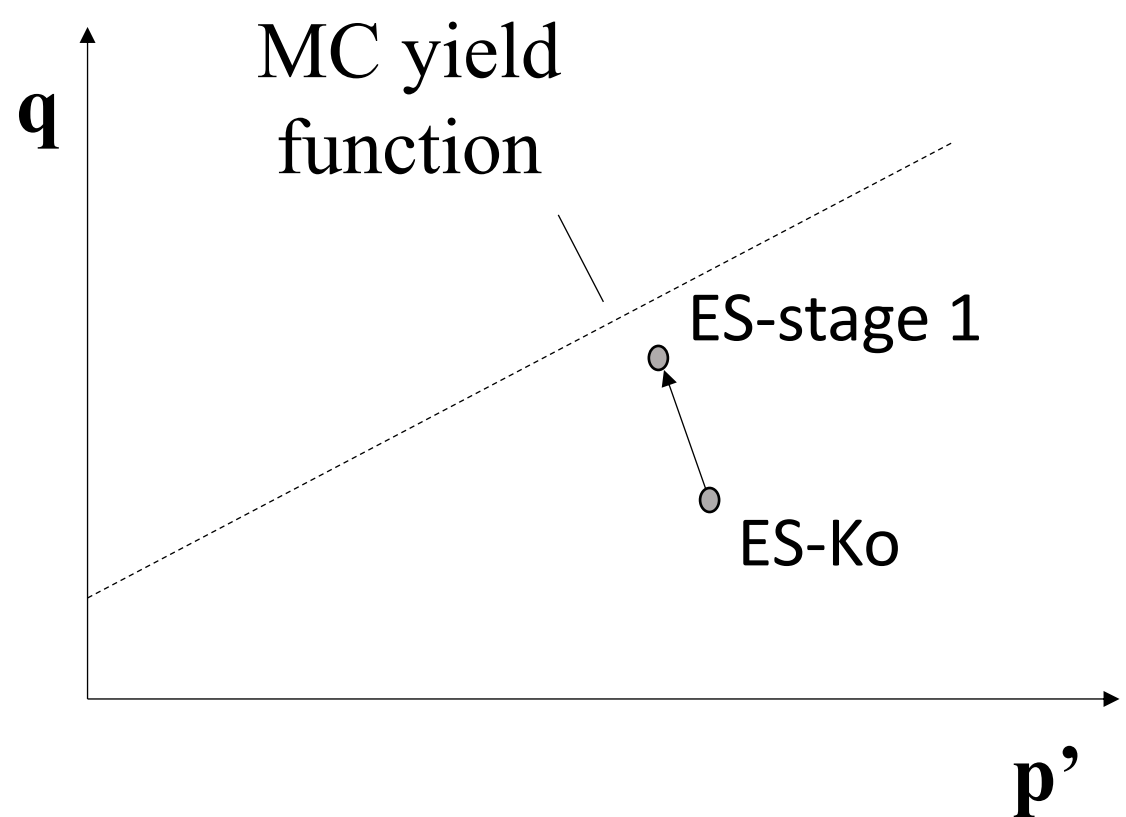 MC yield
function
q
ES-stage 1
ES-Ko
p’